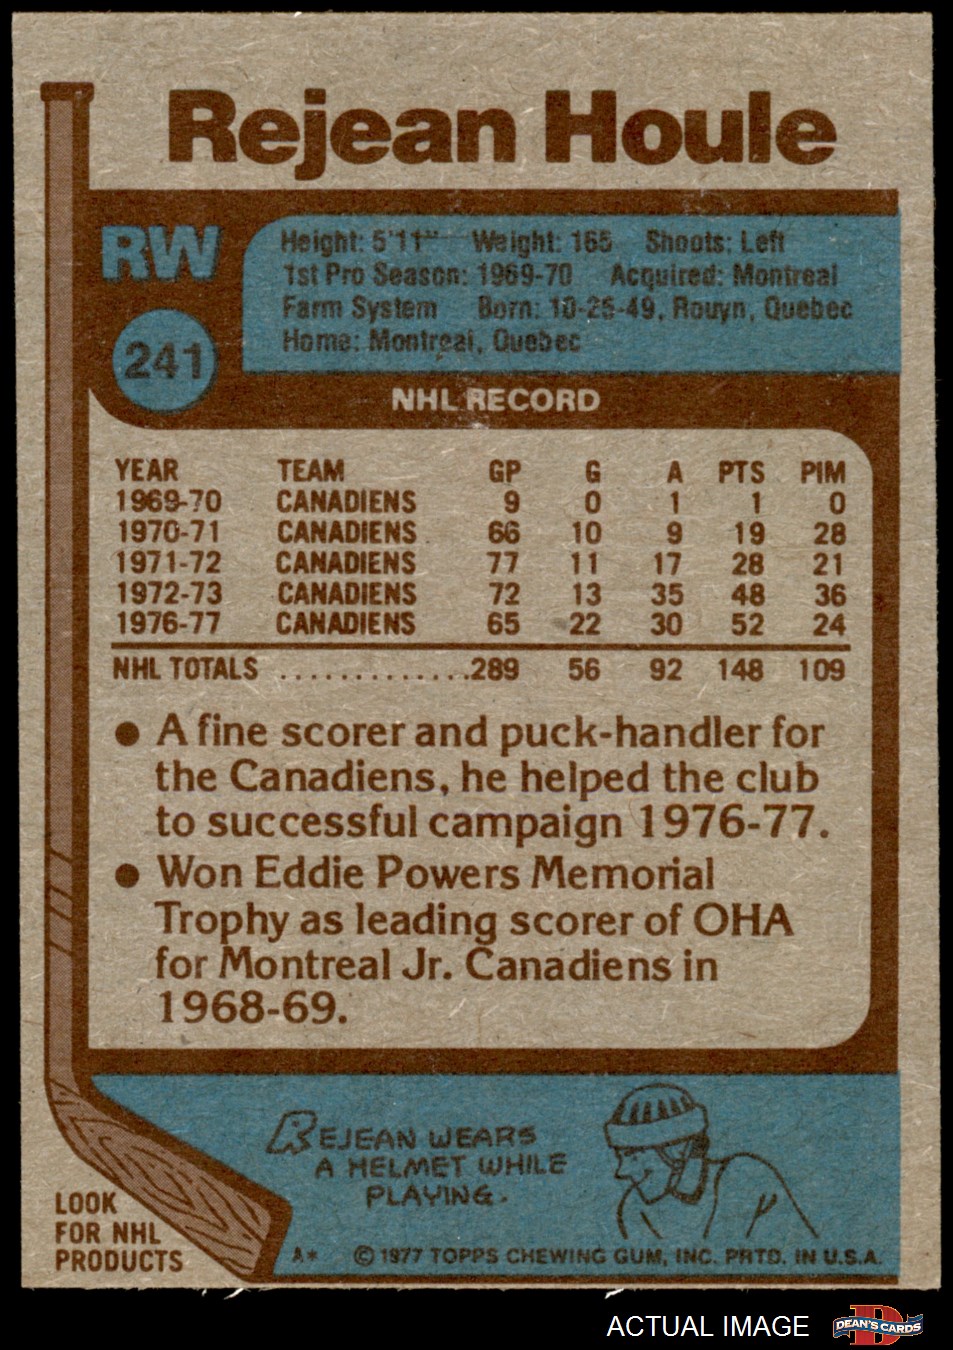 Rejean Houle
RW
241
Height: 5'11" Weight: 165 Shoots: Left
1st Pro Season: 1969-70 Acquired: Montreal
Farm System Born: 10-25-49, Rouyn, Quebec
Home: Montreal, Quebec
NHL RECORD
YEAR TEAM GP G A PTS PIM
1969-70 CANADIENS 9 0 1 1 0
1970-71 CANADIENS 66 10 9 19 28
1971-72 CANADIENS 77 11 17 28 21
1972-73 CANADIENS 72 13 35 48 36
1976-77 CANADIENS 65 22 30 52 24
NHL TOTALS .............289 56 92 148 109
● A fine scorer and puck-handler for
the Canadiens, he helped the club
to successful campaign 1976-77.
● Won Eddie Powers Memorial
Trophy as leading scorer of OHA
for Montreal Jr. Canadiens in
1968-69.
REJEAN WEARS
A HELMET WHILE
PLAYING.
LOOK
FOR NHL
PRODUCTS
A* © 1977 TOPPS CHEWING GUM, INC. PRTD. IN U.S.A.
ACTUAL IMAGE
D
DEAN'S CARDS